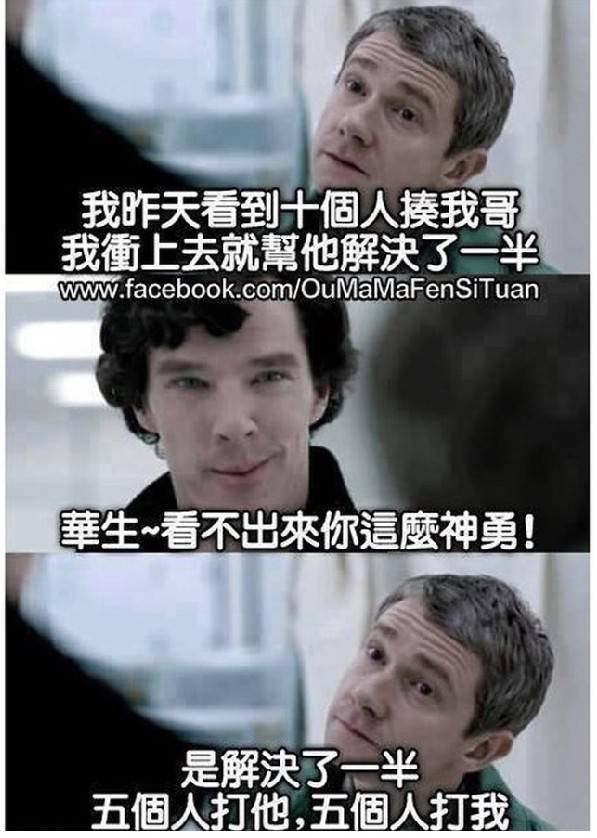 我昨天看到十個人揍我哥
我衝上去就幫他解決了一半
www.facebook.com/OuMaMaFenSiTuan
華生~看不出來你這麼神勇!
是解決了一半
五個人打他,五個人打我